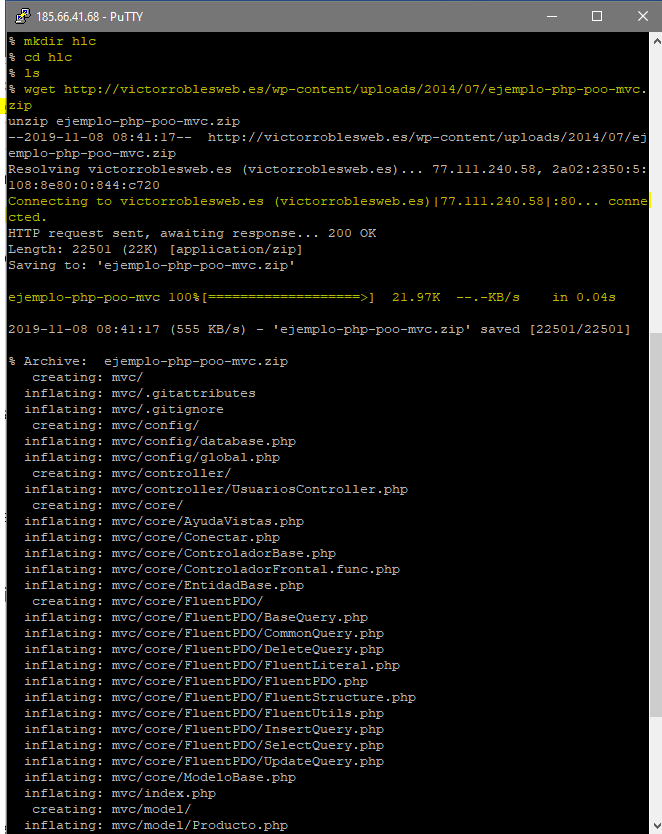 185.66.41.68 - PuTTY
% mkdir hlc
% cd hlc
% ls
% wget http://victorroblesweb.es/wp-content/uploads/2014/07/ejemplo-php-poo-mvc.
zip
unzip ejemplo-php-poo-mvc.zip
--2019-11-08 08:41:17--  http://victorroblesweb.es/wp-content/uploads/2014/07/ej
emplo-php-poo-mvc.zip
Resolving victorroblesweb.es (victorroblesweb.es)... 77.111.240.58, 2a02:2350:5:
108:8e80:0:844:c720
Connecting to victorroblesweb.es (victorroblesweb.es)|77.111.240.58|:80... conne
cted.
HTTP request sent, awaiting response... 200 OK
Length: 22501 (22K) [application/zip]
Saving to: 'ejemplo-php-poo-mvc.zip'
ejemplo-php-poo-mvc 100%[===================>]  21.97K  --.-KB/s    in 0.04s
2019-11-08 08:41:17 (555 KB/s) - 'ejemplo-php-poo-mvc.zip' saved [22501/22501]
% Archive:  ejemplo-php-poo-mvc.zip
   creating: mvc/
  inflating: mvc/.gitattributes
  inflating: mvc/.gitignore
   creating: mvc/config/
  inflating: mvc/config/database.php
  inflating: mvc/config/global.php
   creating: mvc/controller/
  inflating: mvc/controller/UsuariosController.php
   creating: mvc/core/
  inflating: mvc/core/AyudaVistas.php
  inflating: mvc/core/Conectar.php
  inflating: mvc/core/ControladorBase.php
  inflating: mvc/core/ControladorFrontal.func.php
  inflating: mvc/core/EntidadBase.php
   creating: mvc/core/FluentPDO/
  inflating: mvc/core/FluentPDO/BaseQuery.php
  inflating: mvc/core/FluentPDO/CommonQuery.php
  inflating: mvc/core/FluentPDO/DeleteQuery.php
  inflating: mvc/core/FluentPDO/FluentLiteral.php
  inflating: mvc/core/FluentPDO/FluentPDO.php
  inflating: mvc/core/FluentPDO/FluentStructure.php
  inflating: mvc/core/FluentPDO/FluentUtils.php
  inflating: mvc/core/FluentPDO/InsertQuery.php
  inflating: mvc/core/FluentPDO/SelectQuery.php
  inflating: mvc/core/FluentPDO/UpdateQuery.php
  inflating: mvc/core/ModeloBase.php
  inflating: mvc/index.php
   creating: mvc/model/
  inflating: mvc/model/Producto.php